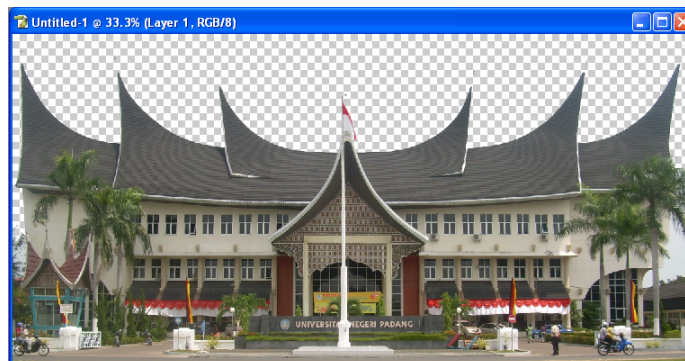 Untitled-1 @ 33.3% (Layer 1, RGB/8)
UNIVERSITAS NEGERI PADANG